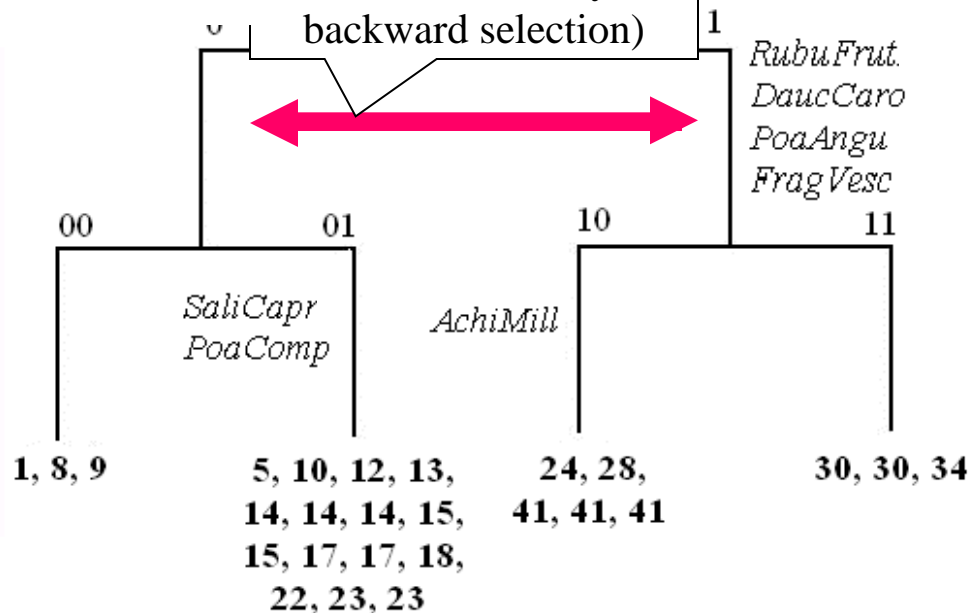 backward selection)
1
RubuFrut.
DaucCaro
PoaAngu
FragVesc
00
01
10
11
SaliCapr
PoaComp
AchiMill
1, 8, 9
5, 10, 12, 13,
14, 14, 14, 15,
15, 17, 17, 18,
22, 23, 23
24, 28,
41, 41, 41
30, 30, 34